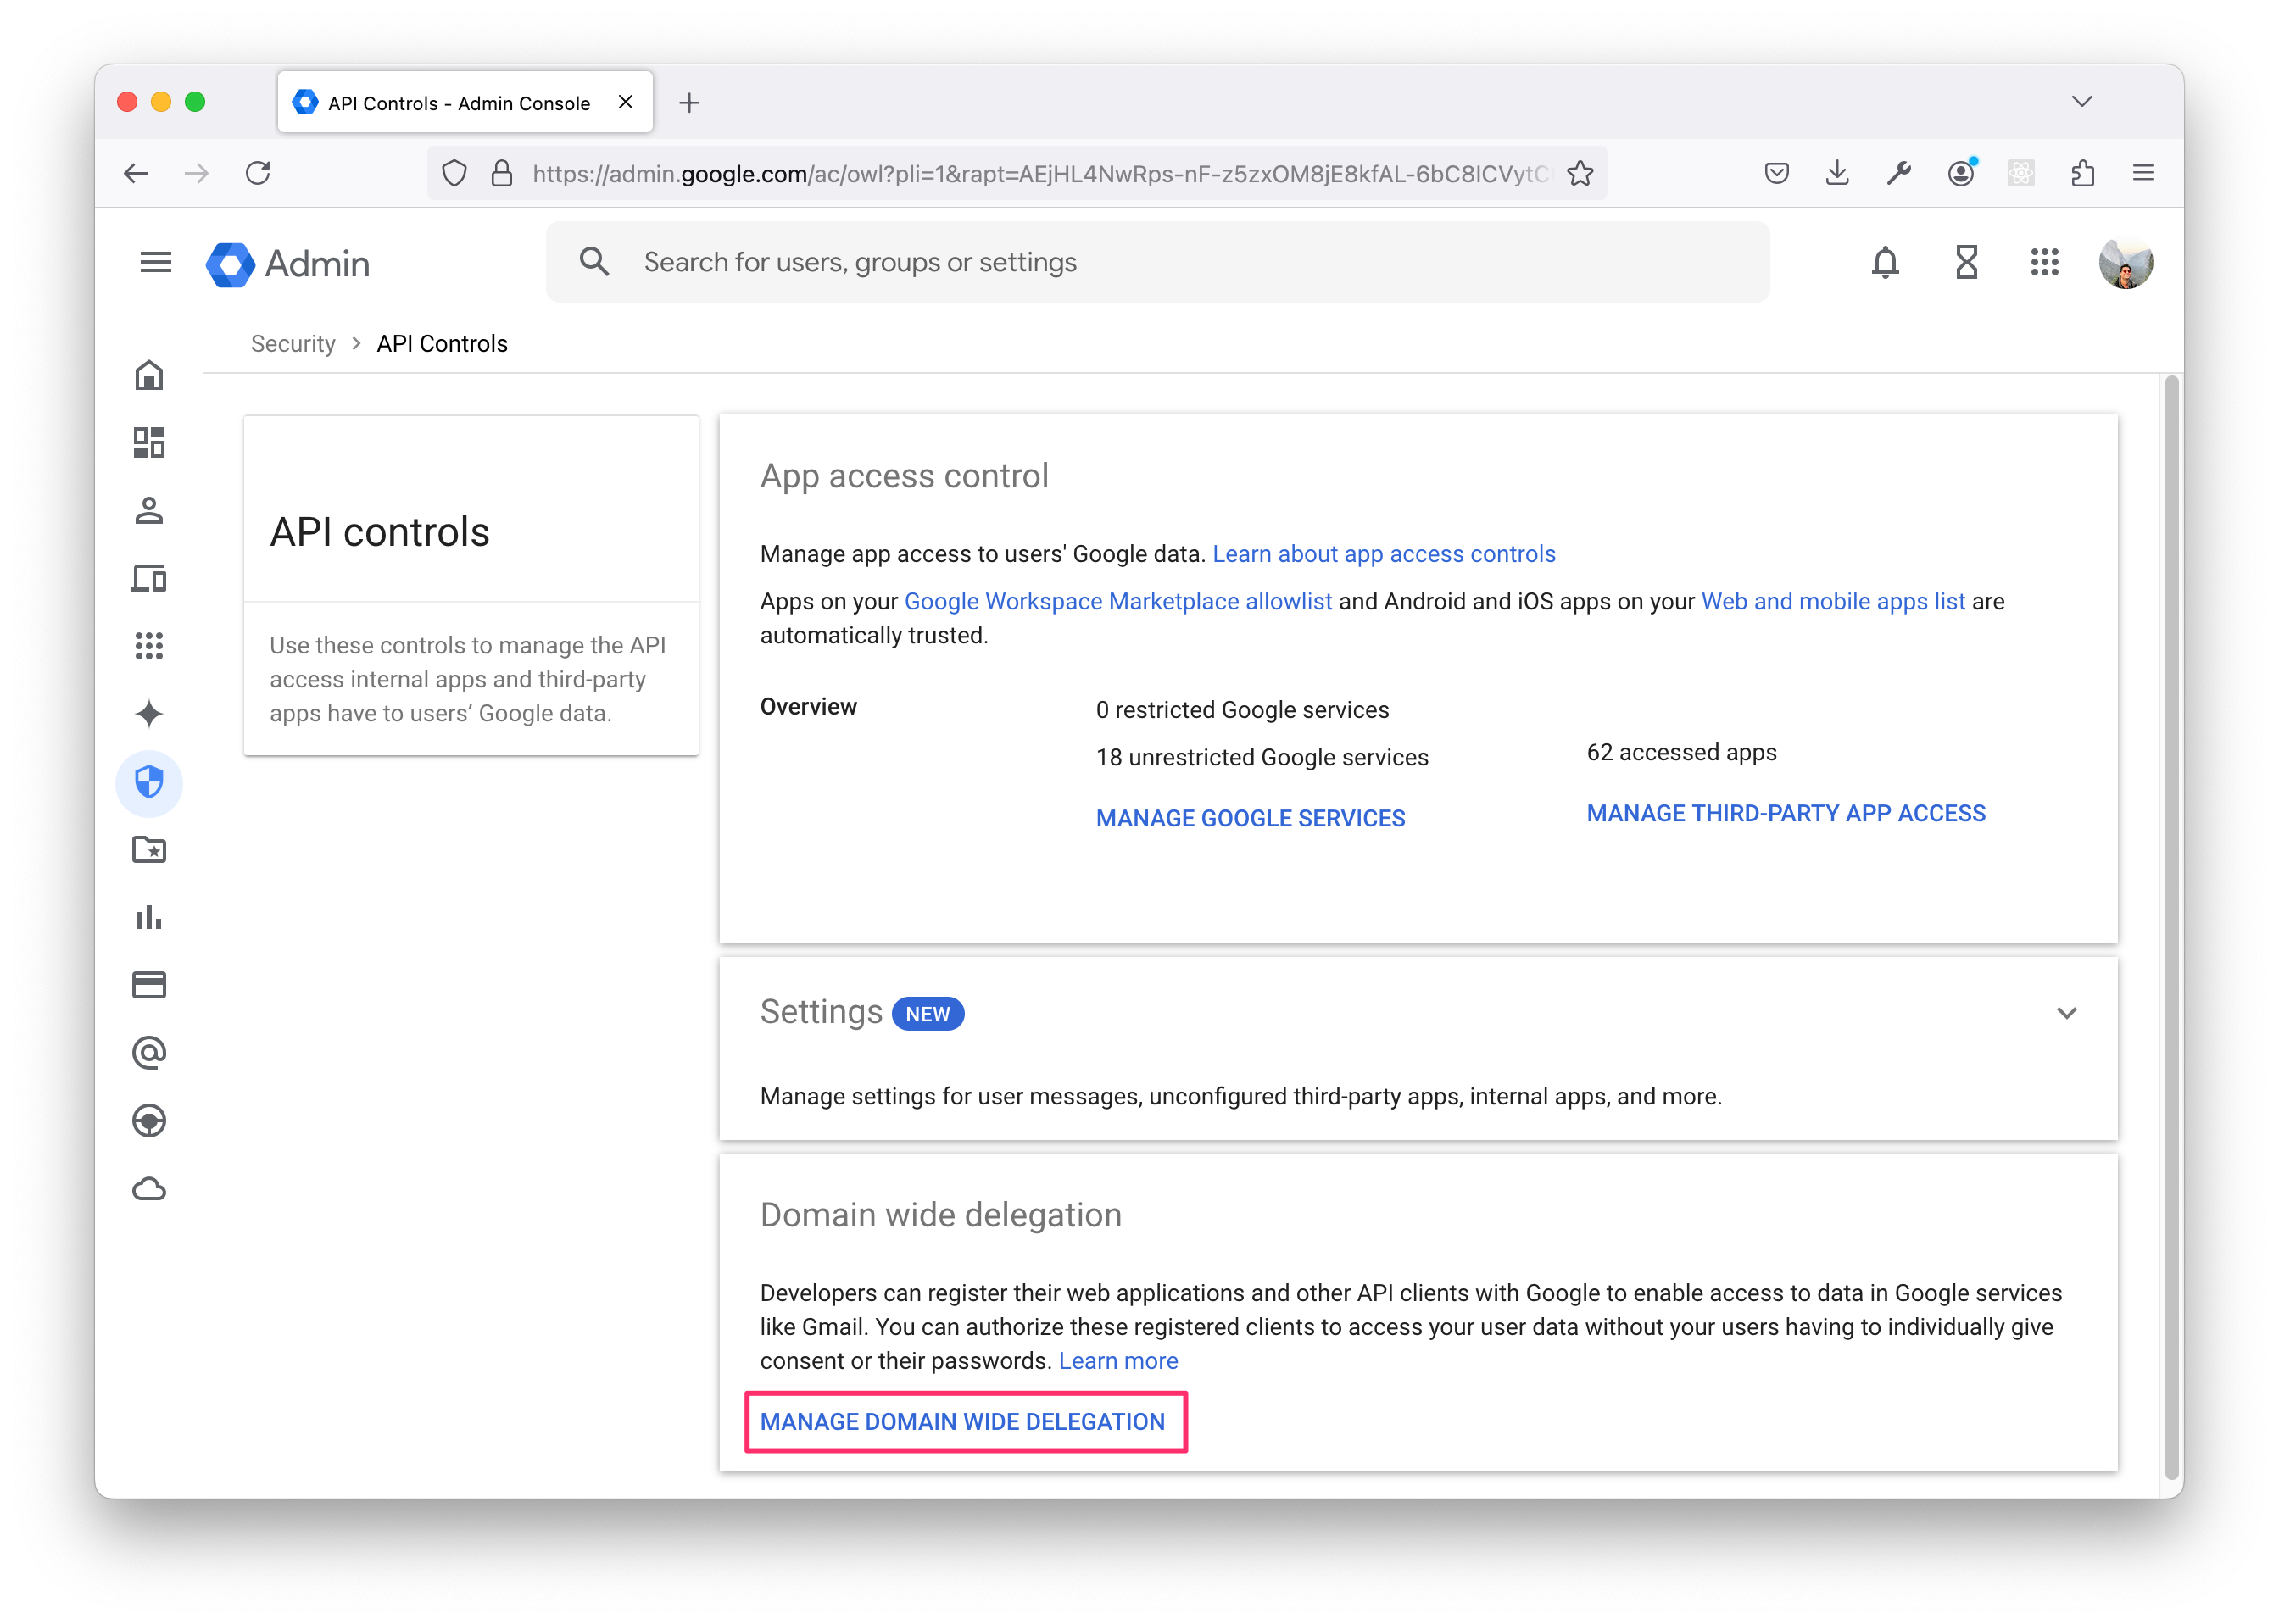 API Controls - Admin Console
https://admin.google.com/ac/owl?pli=1&rapt=AEjHL4NwRps-nF-z5zxOM8jE8kfAL-6bC8ICVytC
Admin
Search for users, groups or settings
Security > API Controls
API controls
Use these controls to manage the API
access internal apps and third-party
apps have to users’ Google data.
App access control
Manage app access to users' Google data. Learn about app access controls
Apps on your Google Workspace Marketplace allowlist and Android and iOS apps on your Web and mobile apps list are
automatically trusted.
Overview
0 restricted Google services
18 unrestricted Google services
MANAGE GOOGLE SERVICES
62 accessed apps
MANAGE THIRD-PARTY APP ACCESS
Settings NEW
Manage settings for user messages, unconfigured third-party apps, internal apps, and more.
Domain wide delegation
Developers can register their web applications and other API clients with Google to enable access to data in Google services
like Gmail. You can authorize these registered clients to access your user data without your users having to individually give
consent or their passwords. Learn more
MANAGE DOMAIN WIDE DELEGATION